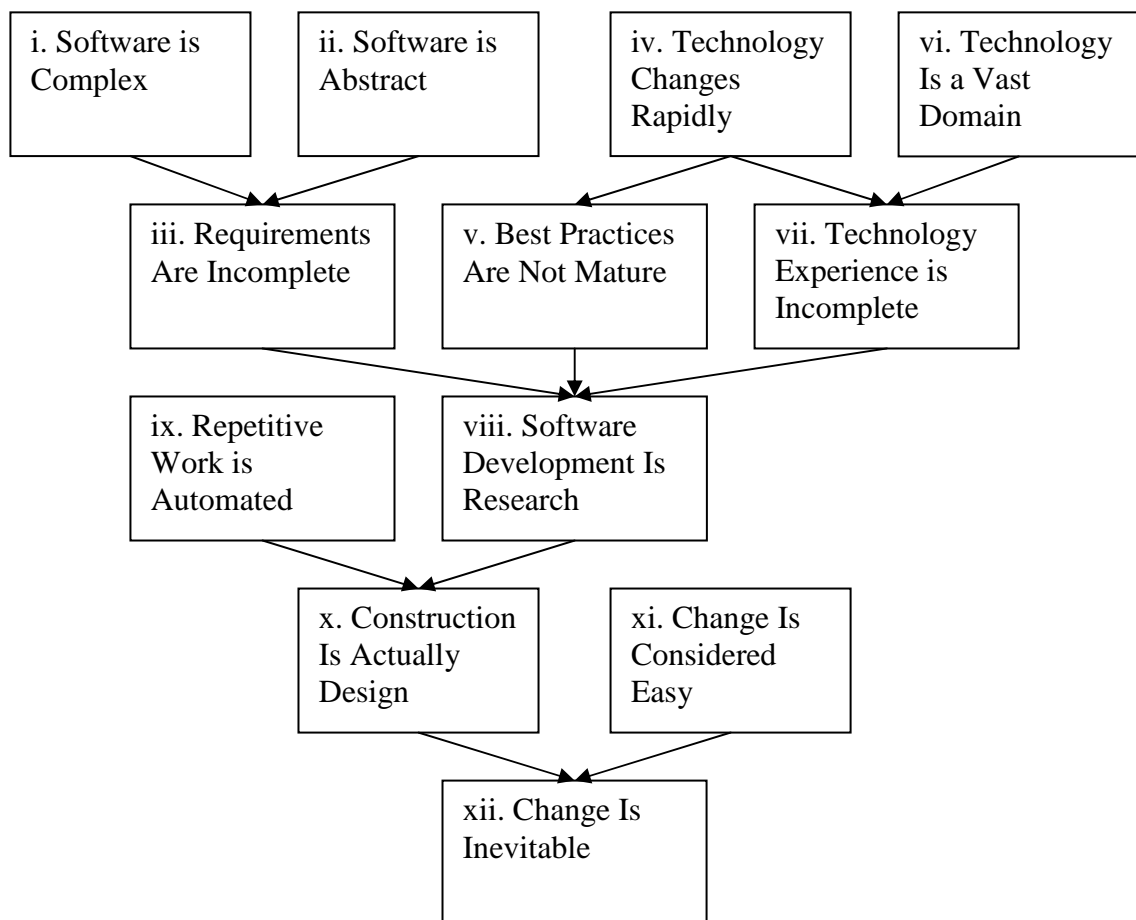 i. Software is
Complex
ii. Software is
Abstract
iv. Technology
Changes
Rapidly
vi. Technology
Is a Vast
Domain
iii. Requirements
Are Incomplete
v. Best Practices
Are Not Mature
vii. Technology
Experience is
Incomplete
ix. Repetitive
Work is
Automated
viii. Software
Development Is
Research
x. Construction
Is Actually
Design
xi. Change Is
Considered
Easy
xii. Change Is
Inevitable